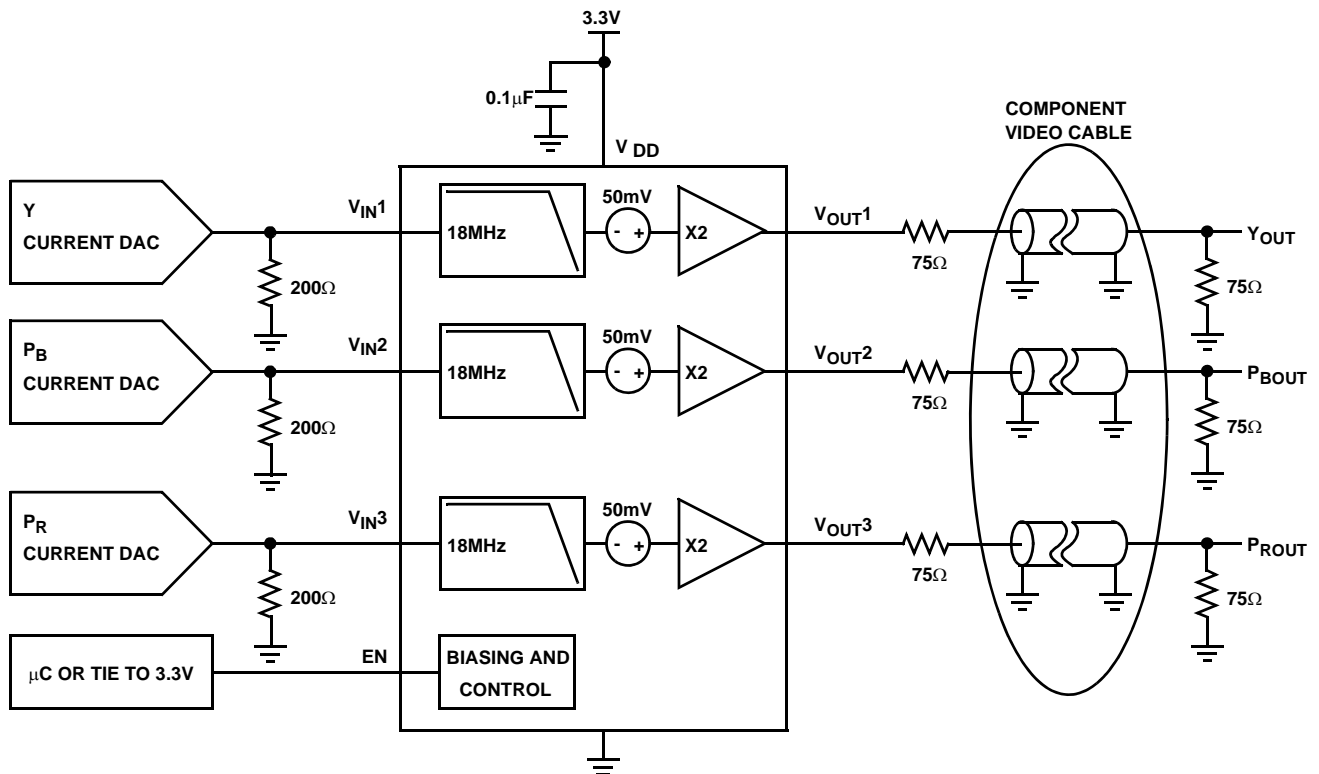 3.3V
0.1µF
COMPONENT
VIDEO CABLE
V DD
Y
CURRENT DAC
VIN1
200Ω
18MHz
50mV
- +
X2
VOUT1
75Ω
YOUT
75Ω
PB
CURRENT DAC
VIN2
200Ω
18MHz
50mV
- +
X2
VOUT2
75Ω
PBOUT
75Ω
PR
CURRENT DAC
VIN3
200Ω
18MHz
50mV
- +
X2
VOUT3
75Ω
PROUT
75Ω
µC OR TIE TO 3.3V
EN
BIASING AND
CONTROL